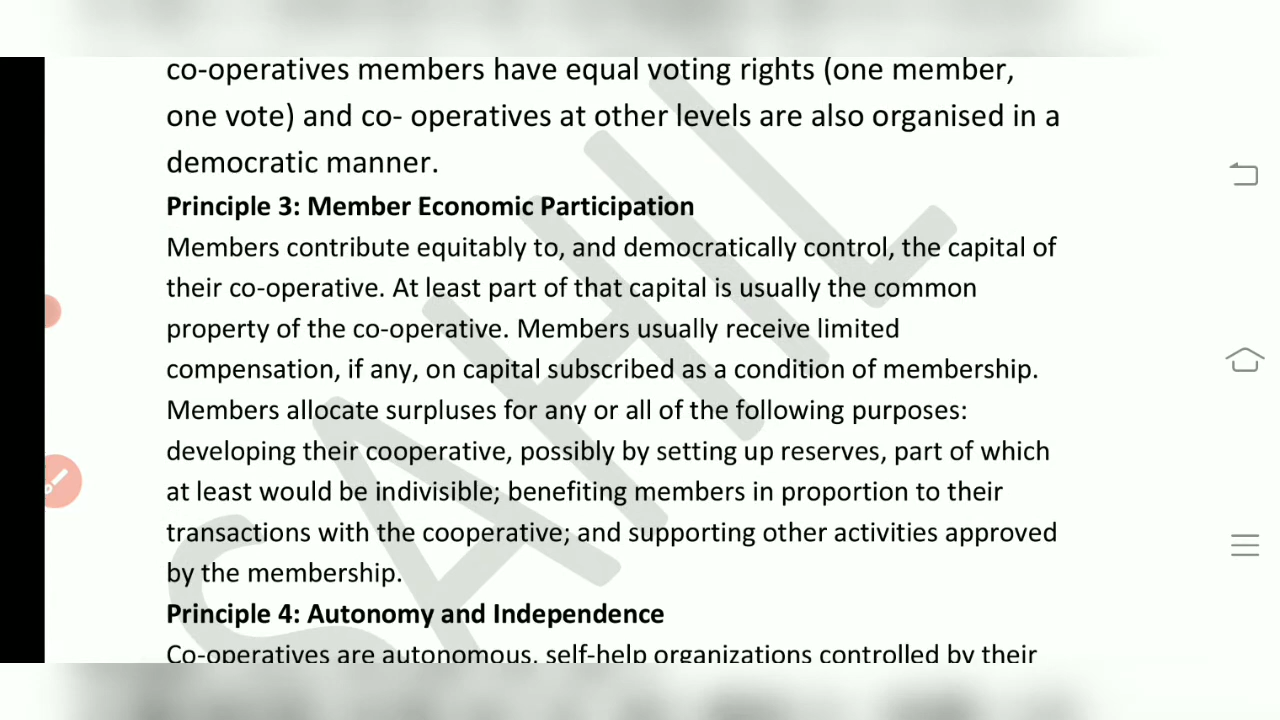 co-operatives members have equal voting rights (one member,
one vote) and co- operatives at other levels are also organised in a
democratic manner.
Principle 3: Member Economic Participation
Members contribute equitably to, and democratically control, the capital of
their co-operative. At least part of that capital is usually the common
property of the co-operative. Members usually receive limited
compensation, if any, on capital subscribed as a condition of membership.
Members allocate surpluses for any or all of the following purposes:
developing their cooperative, possibly by setting up reserves, part of which
at least would be indivisible; benefiting members in proportion to their
transactions with the cooperative; and supporting other activities approved
by the membership.
Principle 4: Autonomy and Independence
Co-operatives are autonomous, self-help organizations controlled by their
SAHIL